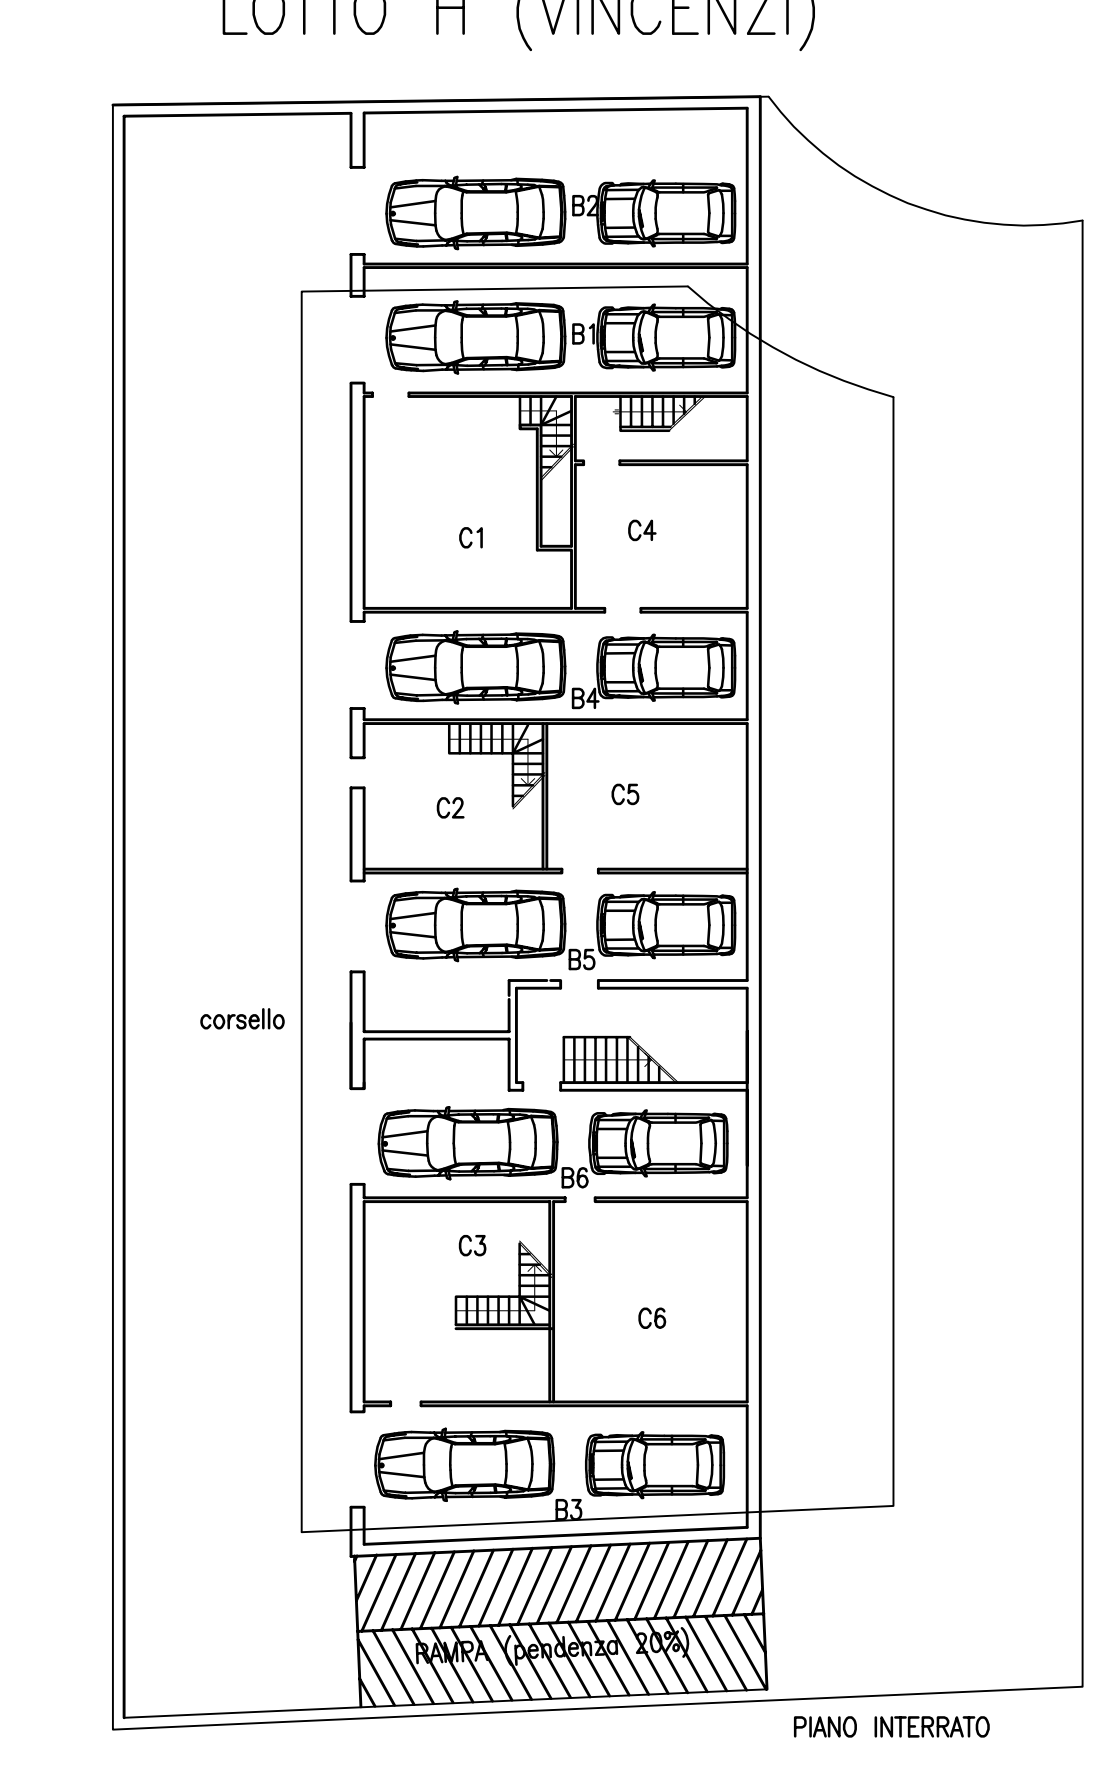 LOTTO H (VINCENZI)
B2
B1
C1
C4
B4
C2
C5
B5
corsello
B6
C3
C6
B3
RAMPA (pendenza 20%)
PIANO INTERRATO